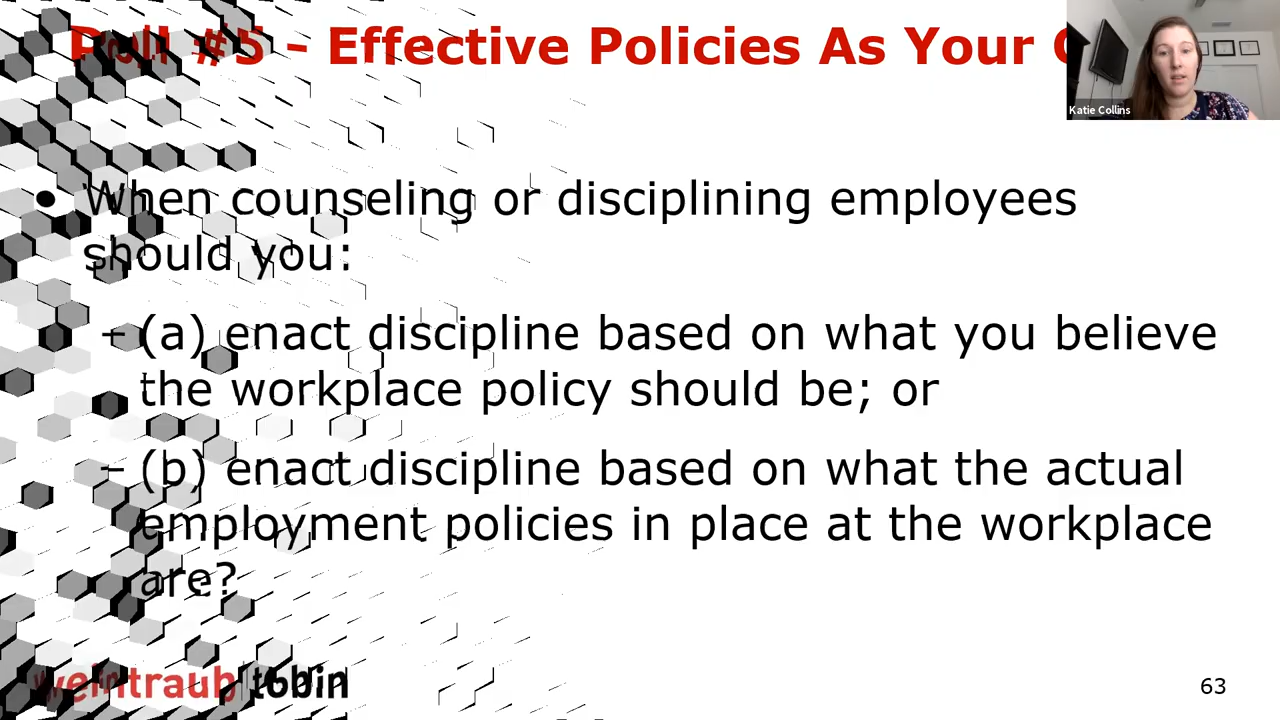 Poll #5 – Effective Policies As Your
Katie Collins
• When counseling or disciplining employees
should you:
– (a) enact discipline based on what you believe
the workplace policy should be; or
– (b) enact discipline based on what the actual
employment policies in place at the workplace
are?
weintraub tobin
63